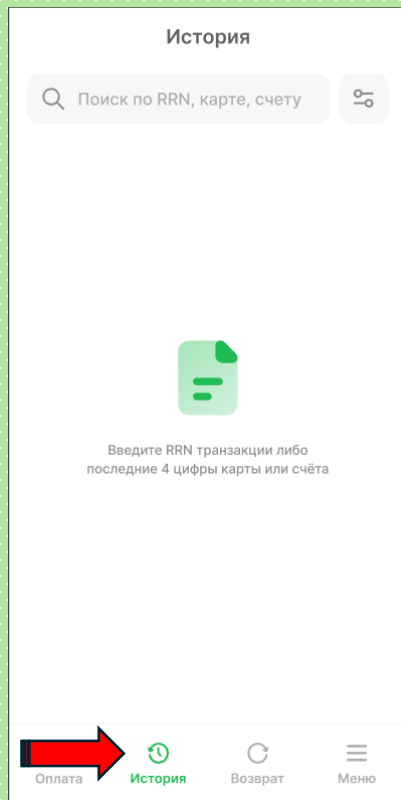 История
Поиск по RRN, карте, счету
Введите RRN транзакции либо
последние 4 цифры карты или счёта
Оплата
История
Возврат
Меню